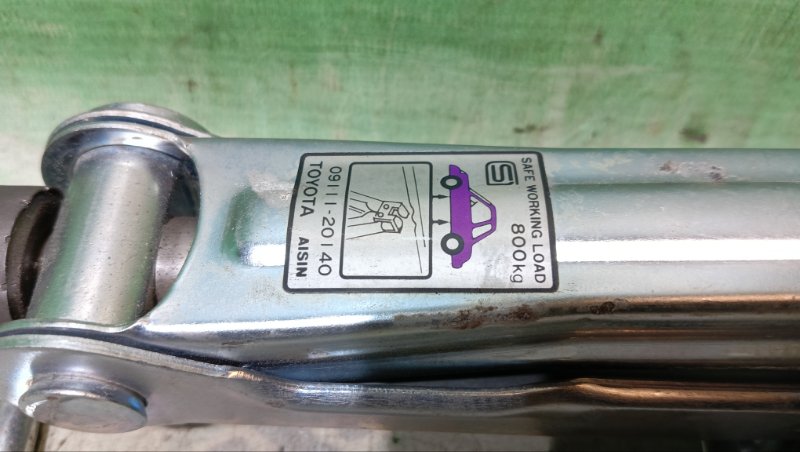 SAFE WORKING LOAD
800kg
09111-20140
TOYOTA AISIN